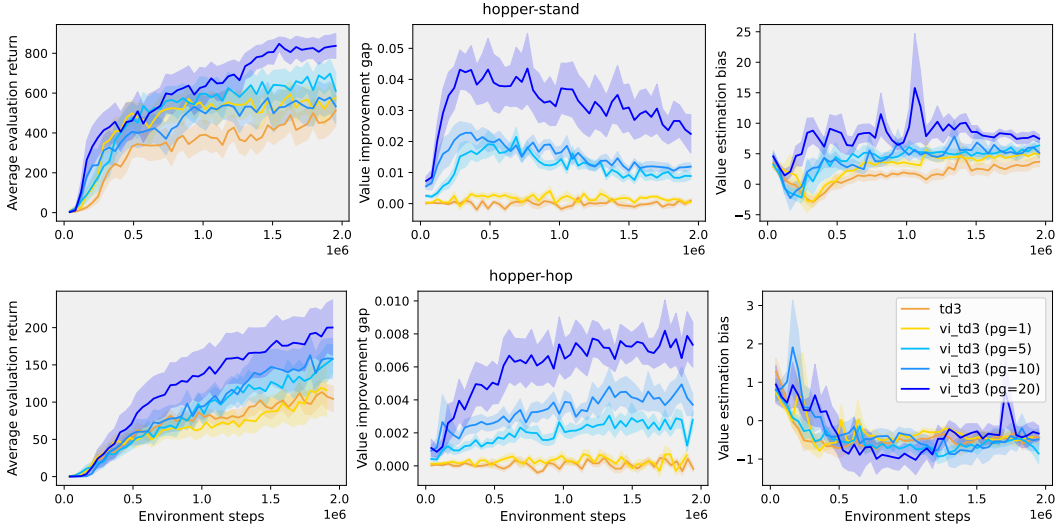 hopper-stand
Average evaluation return
800
600
400
200
0
0.0 0.5 1.0 1.5 2.0
1e6
Value improvement gap
0.05
0.04
0.03
0.02
0.01
0.00
0.0 0.5 1.0 1.5 2.0
1e6
Value estimation bias
25
20
15
10
5
0
−5
0.0 0.5 1.0 1.5 2.0
1e6
hopper-hop
Average evaluation return
200
150
100
50
0
0.0 0.5 1.0 1.5 2.0
1e6
Environment steps
Value improvement gap
0.010
0.008
0.006
0.004
0.002
0.000
0.0 0.5 1.0 1.5 2.0
1e6
Environment steps
Value estimation bias
3
2
1
0
−1
0.0 0.5 1.0 1.5 2.0
1e6
Environment steps
td3
vi_td3 (pg=1)
vi_td3 (pg=5)
vi_td3 (pg=10)
vi_td3 (pg=20)